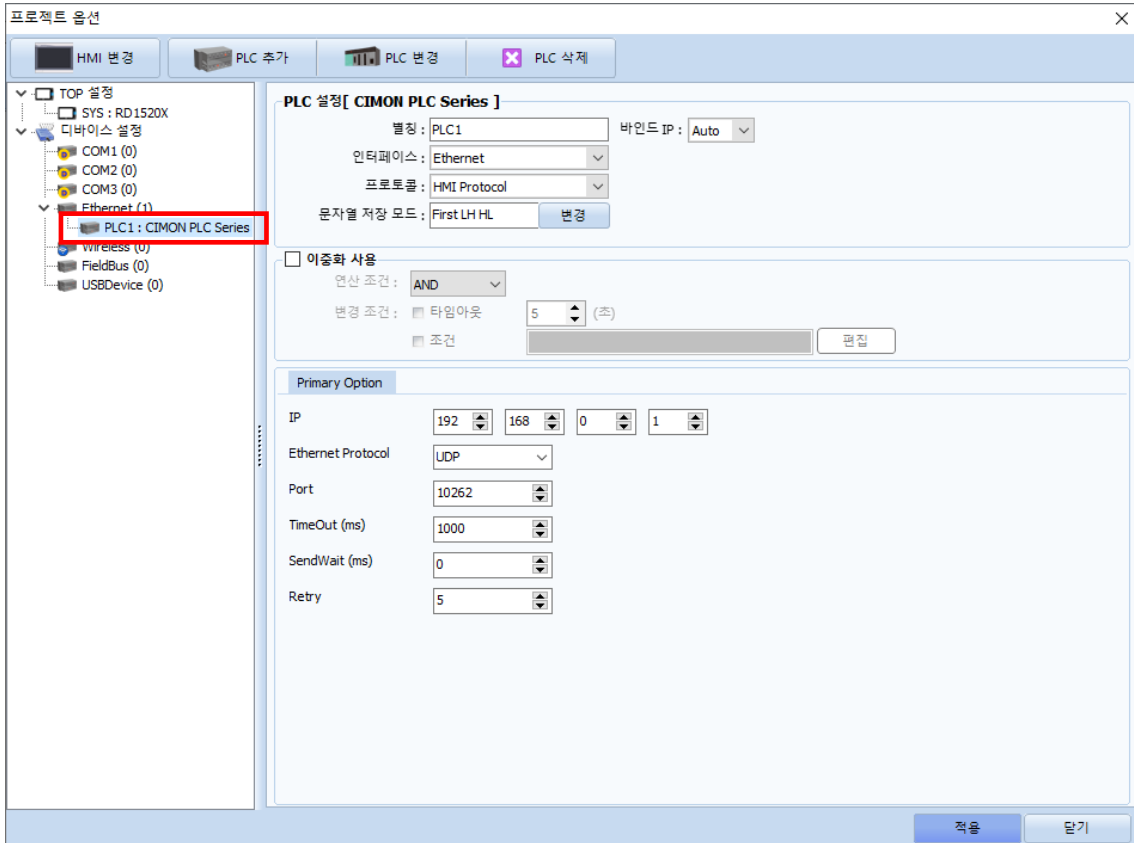 프로젝트 옵션
HMI 변경
PLC 추가
PLC 변경
PLC 삭제
TOP 설정
SYS : RD1520X
디바이스 설정
COM1 (0)
COM2 (0)
COM3 (0)
Ethernet (1)
PLC1 : CIMON PLC Series
Wireless (0)
FieldBus (0)
USBDevice (0)
PLC 설정[ CIMON PLC Series ]
별칭 : PLC1 바인드 IP : Auto
인터페이스 : Ethernet
프로토콜 : HMI Protocol
문자열 저장 모드 : First LH HL 변경
이중화 사용
연산 조건 : AND
변경 조건 : 타임아웃 5 (초)
조건 편집
Primary Option
IP 192 168 0 1
Ethernet Protocol UDP
Port 10262
TimeOut (ms) 1000
SendWait (ms) 0
Retry 5
적용 닫기